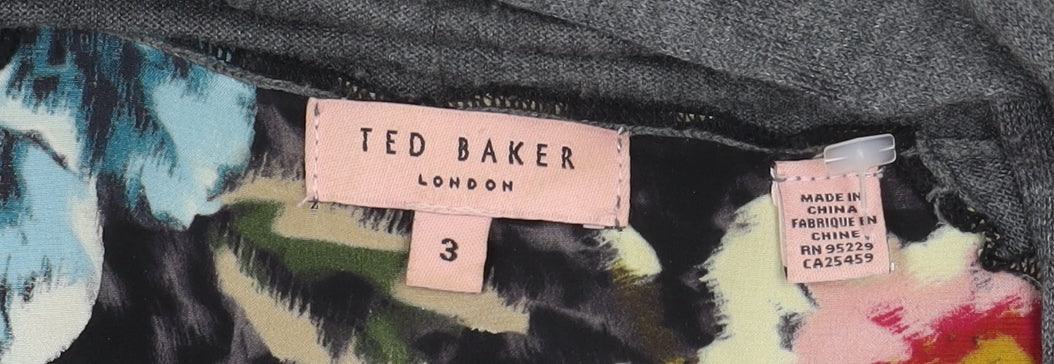 TED BAKER
LONDON
3
MADE IN
CHINA
FABRIQUE EN
CHINE
RN 95229
CA25459